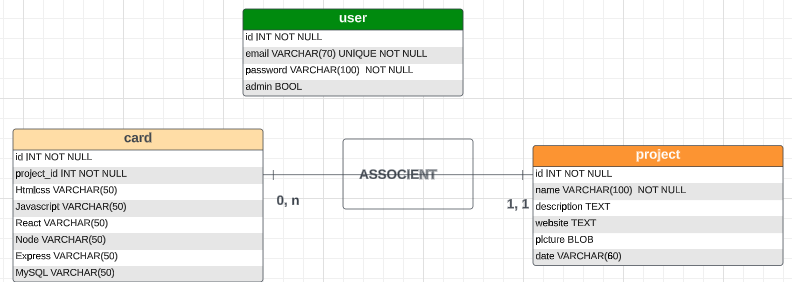 user
id INT NOT NULL
email VARCHAR(70) UNIQUE NOT NULL
password VARCHAR(100) NOT NULL
admin BOOL
card
id INT NOT NULL
project_id INT NOT NULL
Htmlcss VARCHAR(50)
Javascript VARCHAR(50)
React VARCHAR(50)
Node VARCHAR(50)
Express VARCHAR(50)
MySQL VARCHAR(50)
0, n
ASSOCIENT
1, 1
project
id INT NOT NULL
name VARCHAR(100) NOT NULL
description TEXT
website TEXT
picture BLOB
date VARCHAR(60)